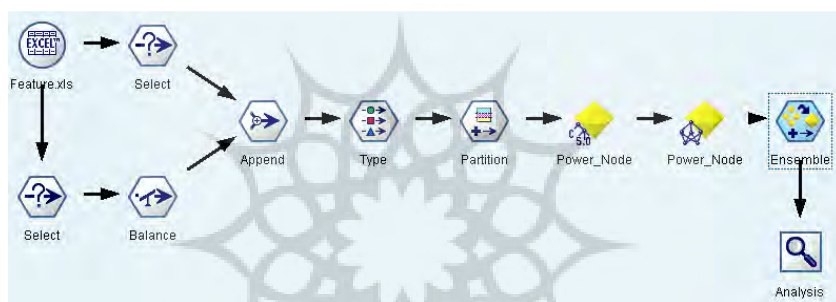 EXCEL
Feature.xls
Select
Append
Type
Partition
C 5.0
Power_Node
Power_Node
Ensemble
Select
Balance
Analysis